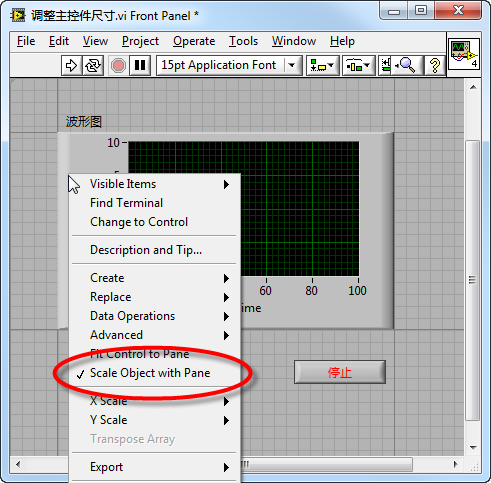 调整主控件尺寸.vi Front Panel *
File Edit View Project Operate Tools Window Help
15pt Application Font
4
波形图
10
Visible Items
Find Terminal
Change to Control
Description and Tip...
Create
Replace
60 80 100
Data Operations
ime
Advanced
Fit Control to Pane
Scale Object with Pane
停止
X Scale
Y Scale
Transpose Array
Export